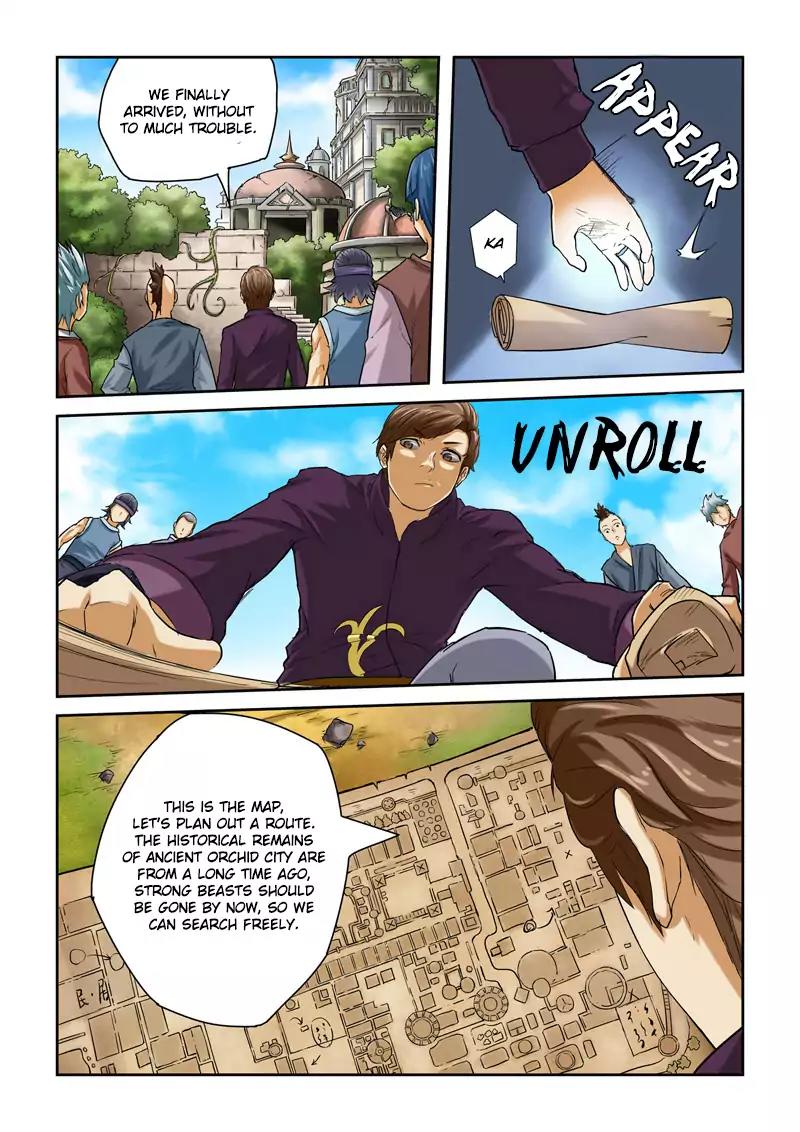 WE FINALLY
ARRIVED, WITHOUT
TO MUCH TROUBLE.
APPEAR
KA
UNROLL
THIS IS THE MAP,
LET'S PLAN OUT A ROUTE.
THE HISTORICAL REMAINS
OF ANCIENT ORCHID CITY ARE
FROM A LONG TIME AGO,
STRONG BEASTS SHOULD
BE GONE BY NOW, SO WE
CAN SEARCH FREELY.
民·居